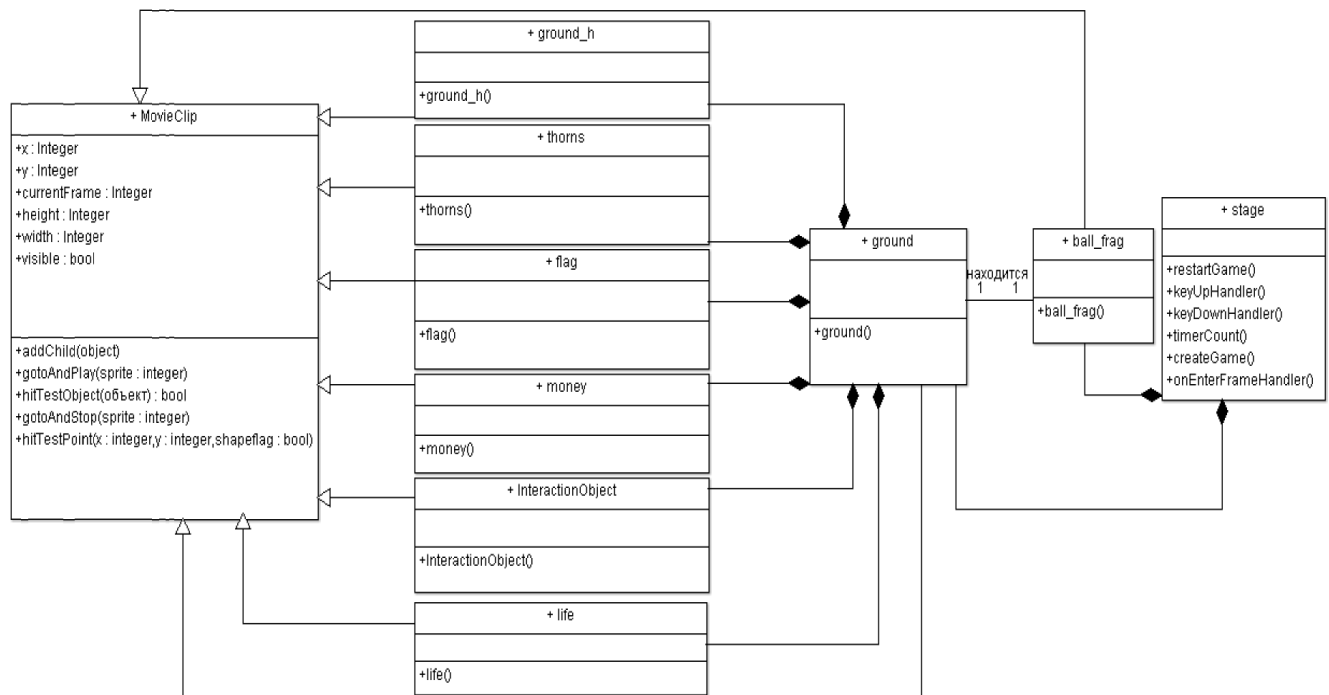 + ground_h
+ground_h()
+ MovieClip
+x : Integer
+y : Integer
+currentFrame : Integer
+height : Integer
+width : Integer
+visible : bool
+addChild(object)
+gotoAndPlay(sprite : integer)
+hitTestObject(объект) : bool
+gotoAndStop(sprite : integer)
+hitTestPoint(x : integer,y : integer,shapeflag : bool)
+ thorns
+thorns()
+ flag
+flag()
+ money
+money()
+ InteractionObject
+InteractionObject()
+ life
+life()
+ ground
+ground()
находится
1 1
+ ball_frag
+ball_frag()
+ stage
+restartGame()
+keyUpHandler()
+keyDownHandler()
+timerCount()
+createGame()
+onEnterFrameHandler()